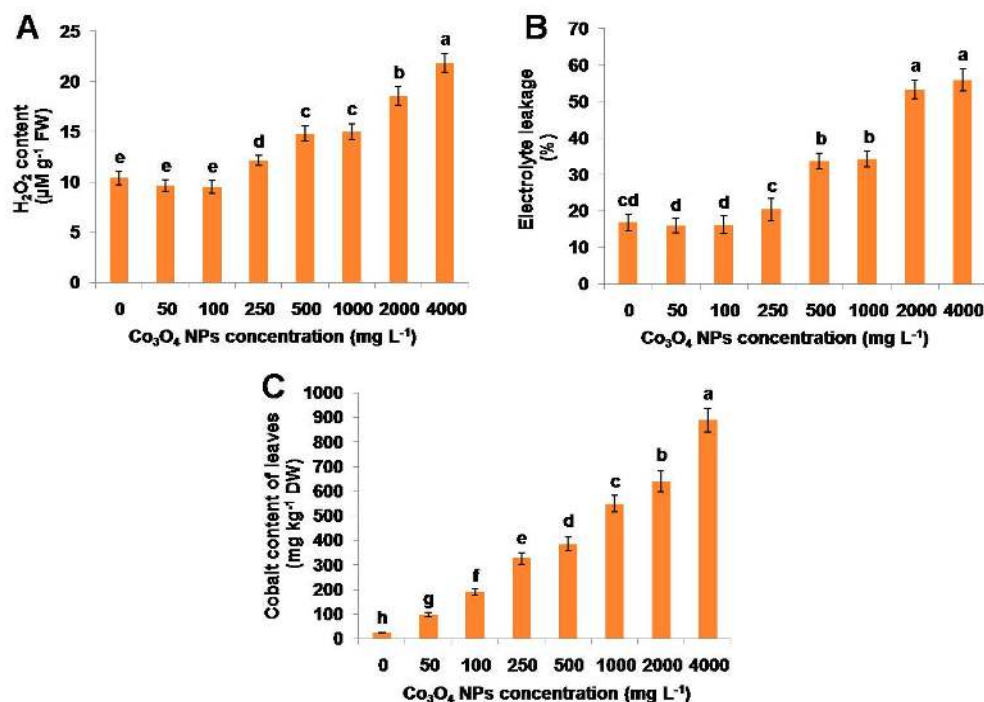 A
H₂O₂ content
(µM g⁻¹ FW)
25
20
15
10
5
0
e
e
e
d
c
c
b
a
0 50 100 250 500 1000 2000 4000
Co₃O₄ NPs concentration (mg L⁻¹)
B
Electrolyte leakage
(%)
70
60
50
40
30
20
10
0
cd
d
d
c
b
b
a
a
0 50 100 250 500 1000 2000 4000
Co₃O₄ NPs concentration (mg L⁻¹)
C
Cobalt content of leaves
(mg kg⁻¹ DW)
1000
900
800
700
600
500
400
300
200
100
0
h
g
f
e
d
c
b
a
0 50 100 250 500 1000 2000 4000
Co₃O₄ NPs concentration (mg L⁻¹)